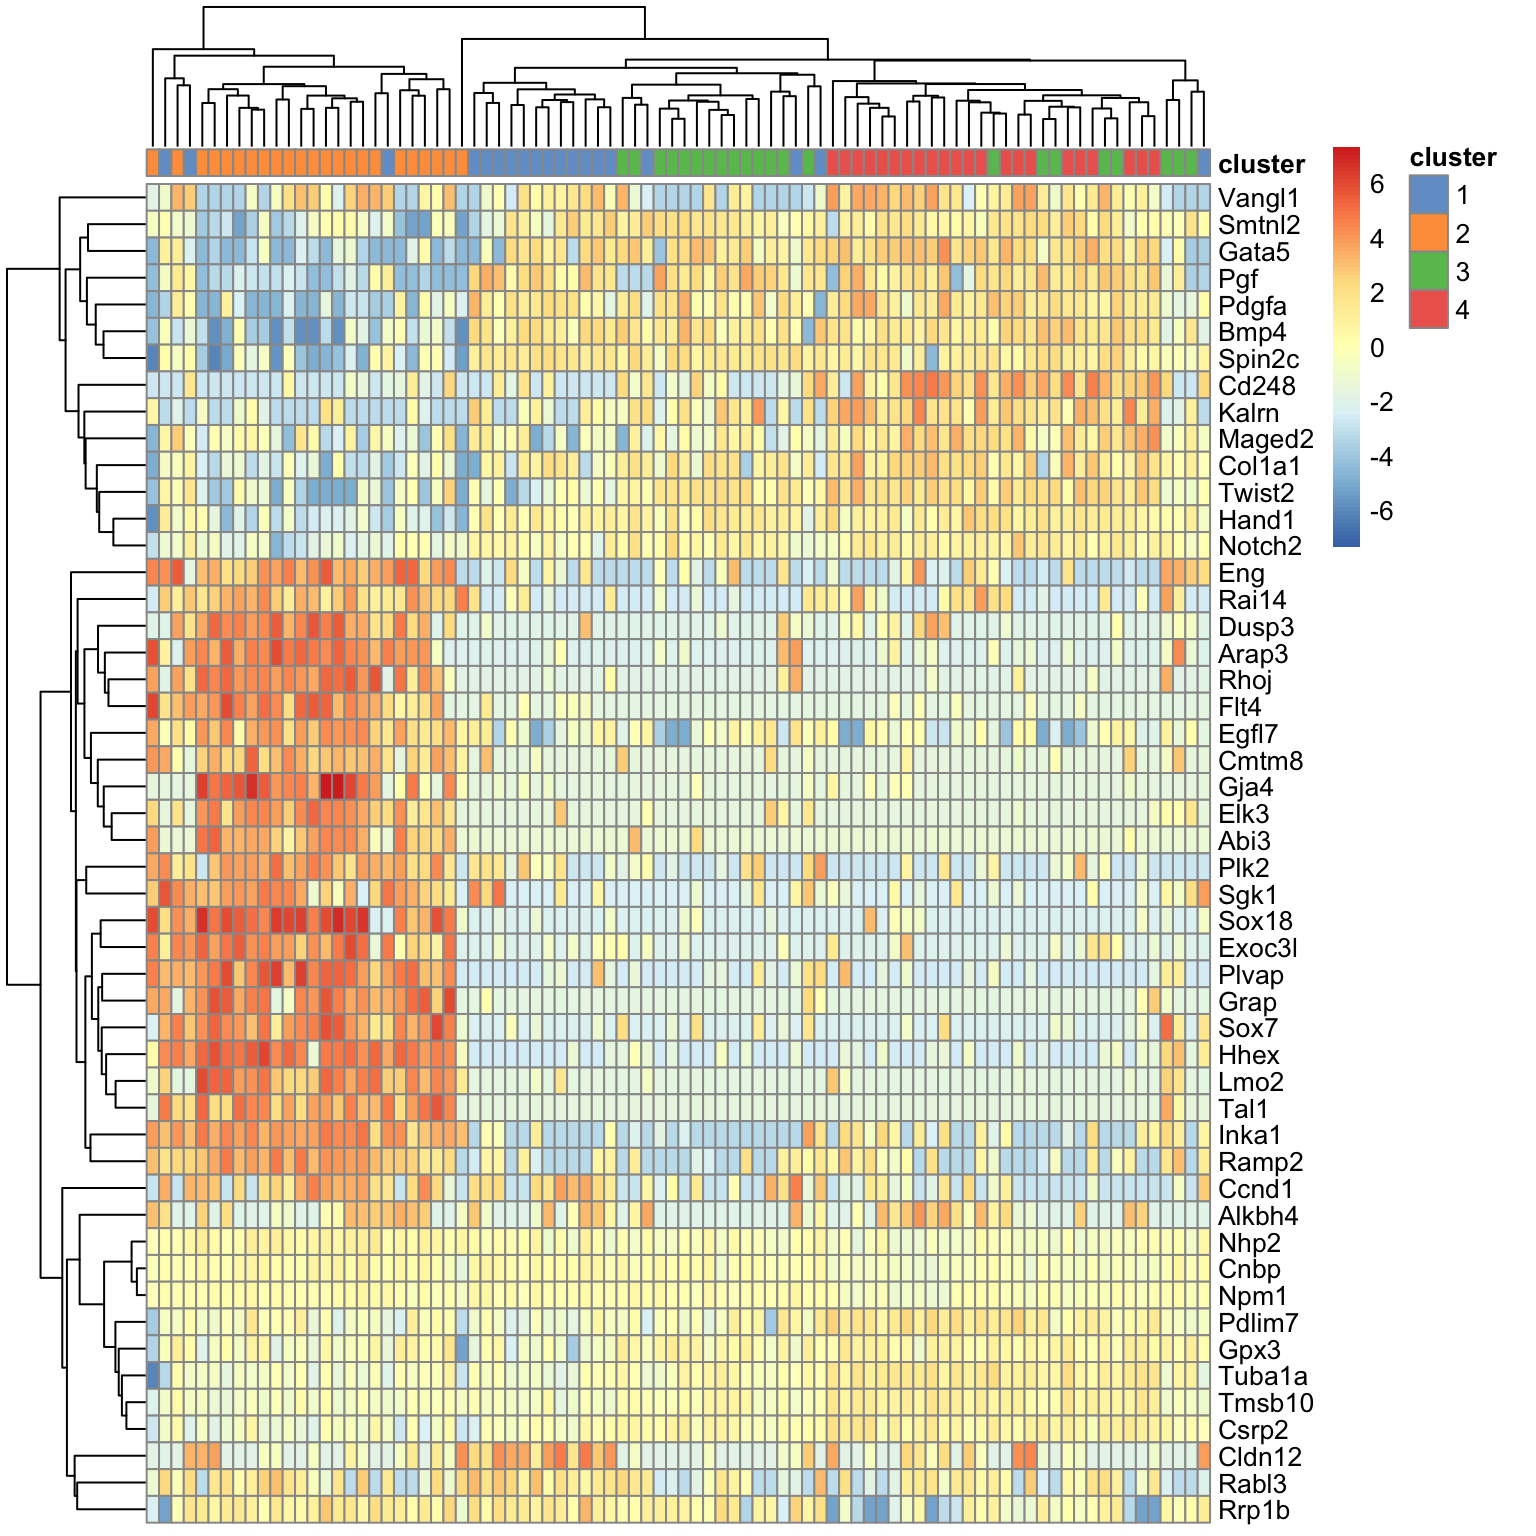 cluster
Vangl1
Smtnl2
Gata5
Pgf
Pdgfa
Bmp4
Spin2c
Cd248
Kalrn
Maged2
Col1a1
Twist2
Hand1
Notch2
Eng
Rai14
Dusp3
Arap3
Rhoj
Flt4
Egfl7
Cmtm8
Gja4
Elk3
Abi3
Plk2
Sgk1
Sox18
Exoc3l
Plvap
Grap
Sox7
Hhex
Lmo2
Tal1
Inka1
Ramp2
Ccnd1
Alkbh4
Nhp2
Cnbp
Npm1
Pdlim7
Gpx3
Tuba1a
Tmsb10
Csrp2
Cldn12
Rabl3
Rrp1b
6
4
2
0
-2
-4
-6
cluster
1
2
3
4